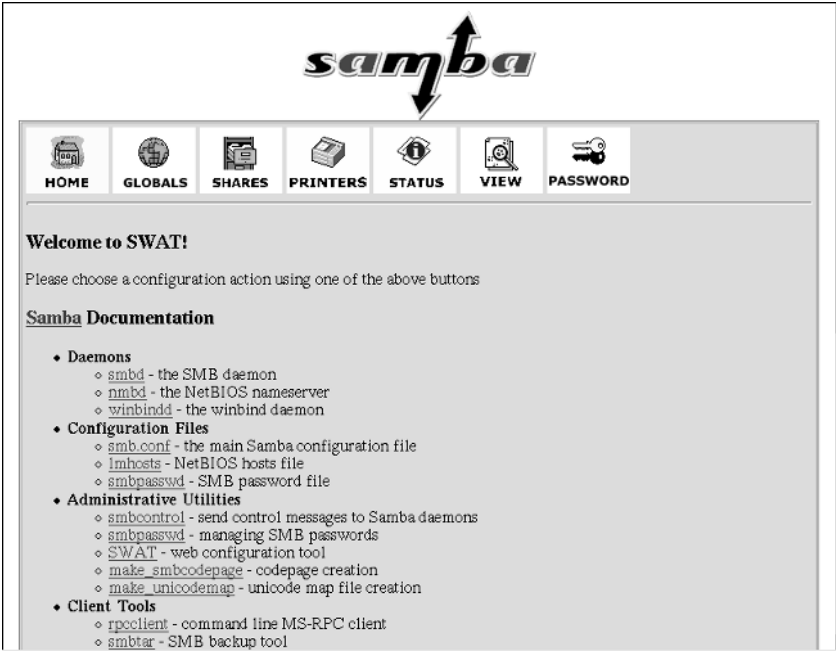 samba
HOME GLOBALS SHARES PRINTERS STATUS VIEW PASSWORD
Welcome to SWAT!
Please choose a configuration action using one of the above buttons
Samba Documentation
• Daemons
◦ smbd - the SMB daemon
◦ nmbd - the NetBIOS nameserver
◦ winbindd - the winbind daemon
• Configuration Files
◦ smb.conf - the main Samba configuration file
◦ lmhosts - NetBIOS hosts file
◦ smbpasswd - SMB password file
• Administrative Utilities
◦ smbcontrol - send control messages to Samba daemons
◦ smbpasswd - managing SMB passwords
◦ SWAT - web configuration tool
◦ make_smbcodepage - codepage creation
◦ make_unicodemap - unicode map file creation
• Client Tools
◦ rpcclient - command line MS-RPC client
◦ smbtar - SMB backup tool